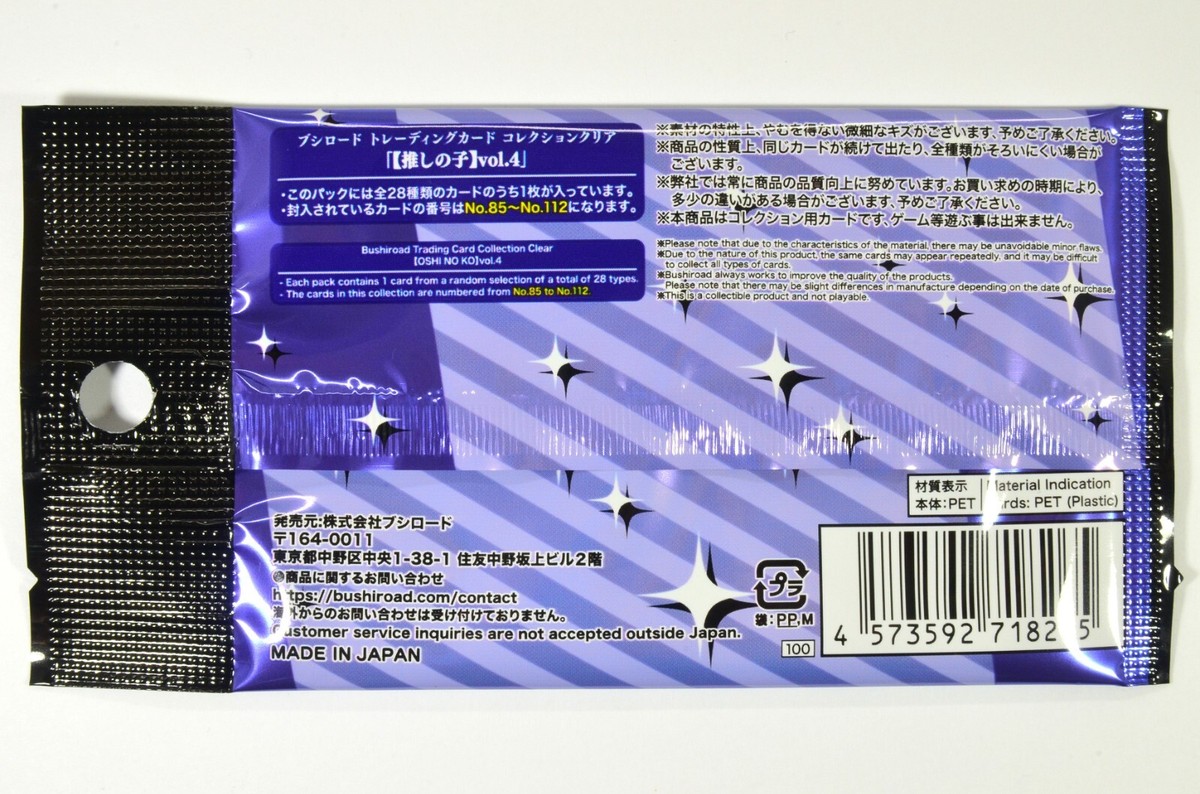 ブシロード トレーディングカード コレクションクリア
「【推しの子】vol.4」
・このパックには全28種類のカードのうち1枚が入っています。
・封入されているカードの番号はNo.85～No.112になります。
Bushiroad Trading Card Collection Clear
【OSHI NO KO】vol.4
- Each pack contains 1 card from a random selection of a total of 28 types.
- The cards in this collection are numbered from No.85 to No.112.
※素材の特性上、やむを得ない微細なキズがございます、予めご了承ください。
※商品の性質上、同じカードが続けて出たり、全種類がそろいにくい場合が
ございます。
※弊社では常に商品の品質向上に努めています。お買い求めの時期により、
多少の違いがある場合がございます、予めご了承ください。
※本商品はコレクション用カードです、ゲーム等遊ぶ事は出来ません。
※Please note that due to the characteristics of the material, there may be unavoidable minor flaws.
※Due to the nature of this product, the same cards may appear repeatedly, and it may be difficult
to collect all types of cards.
※Bushiroad always works to improve the quality of the products.
Please note that there may be slight differences in manufacture depending on the date of purchase.
※This is a collectible product and not playable.
発売元:株式会社ブシロード
〒164-0011
東京都中野区中央1-38-1 住友中野坂上ビル2階
◎商品に関するお問い合わせ
https://bushiroad.com/contact
海外からのお問い合わせは受け付けておりません。
Customer service inquiries are not accepted outside Japan.
MADE IN JAPAN
材質表示 Material Indication
本体:PET Cards: PET (Plastic)
プラ
袋:PP,M
100
4 573592 718